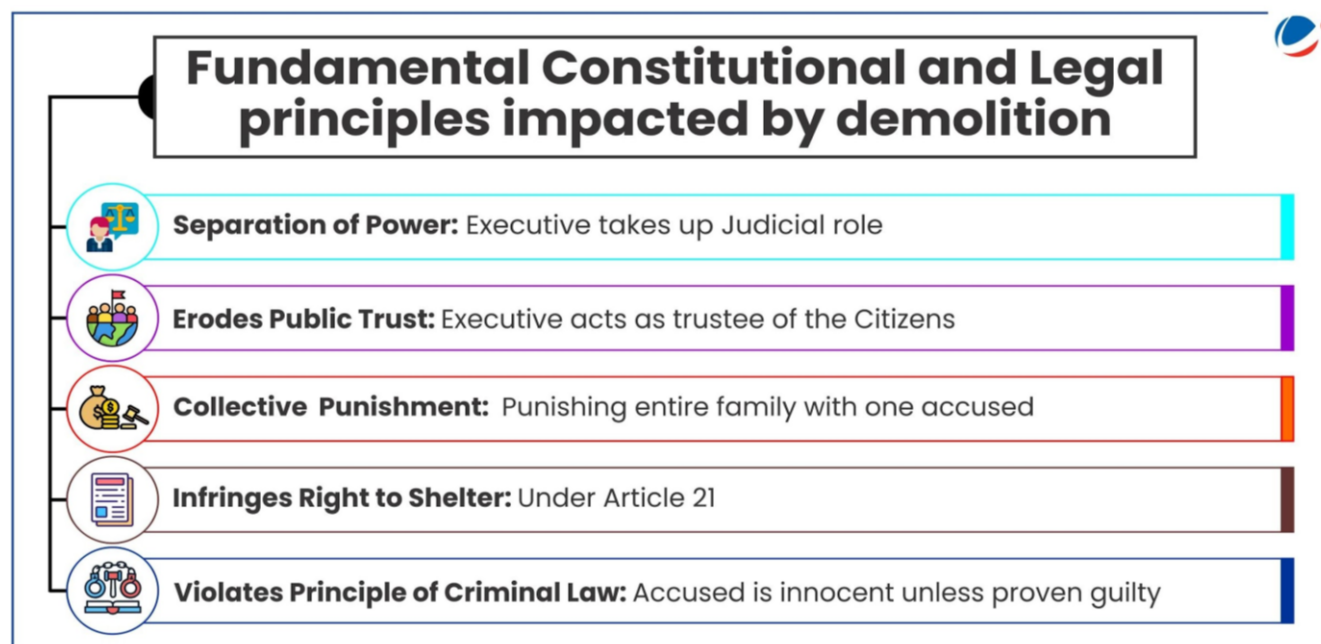 Fundamental Constitutional and Legal
principles impacted by demolition
Separation of Power: Executive takes up Judicial role
Erodes Public Trust: Executive acts as trustee of the Citizens
Collective Punishment: Punishing entire family with one accused
Infringes Right to Shelter: Under Article 21
Violates Principle of Criminal Law: Accused is innocent unless proven guilty